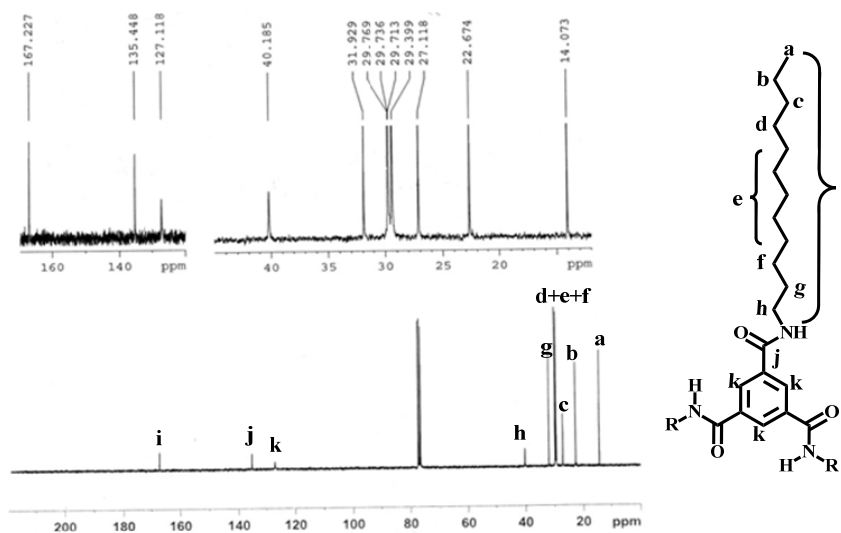 167.227
135.448
127.118
40.185
31.929
29.769
29.736
29.713
29.399
27.118
22.674
14.073
160 140 ppm
40 35 30 25 20 ppm
d+e+f
g
b
a
c
h
i
j
k
200 180 160 140 120 100 80 60 40 20 ppm
a
b
c
d
e
f
g
h
NH
O
j
k
k
H
N
R
O
k
O
H-N
R